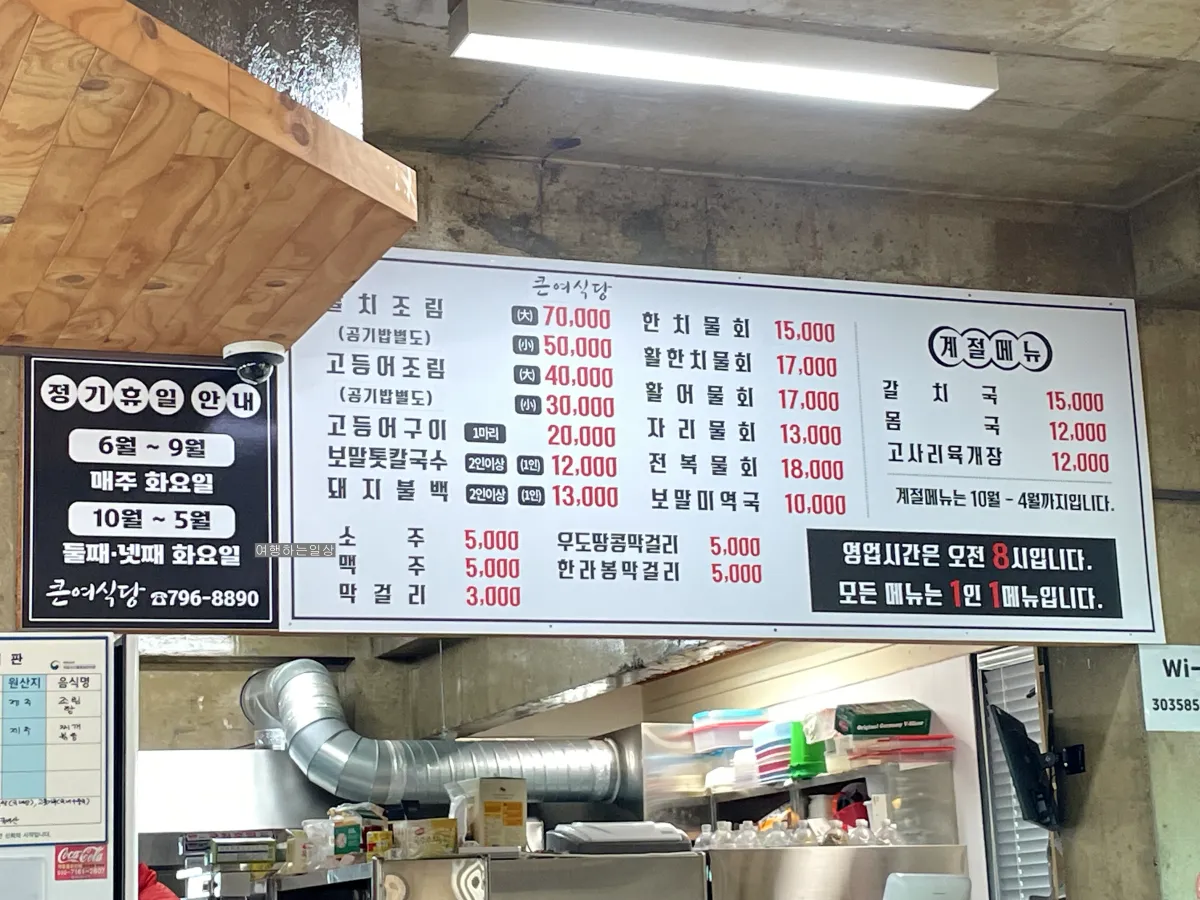 정기휴일 안내
6월 ~ 9월
매주 화요일
10월 ~ 5월
둘째·넷째 화요일
큰여식당 ☎796-8890
여행하는일상
큰여식당
치조림 (大) 70,000
(공기밥별도) (小) 50,000
고등어조림 (大) 40,000
(공기밥별도) (小) 30,000
고등어구이 1마리 20,000
보말톳칼국수 2인이상 (1인) 12,000
돼지불백 2인이상 (1인) 13,000
한치물회 15,000
활한치물회 17,000
활어물회 17,000
자리물회 13,000
전복물회 18,000
보말미역국 10,000
소주 5,000
맥주 5,000
막걸리 3,000
우도땅콩막걸리 5,000
한라봉막걸리 5,000
계절메뉴
갈치국 15,000
몸국 12,000
고사리육개장 12,000
계절메뉴는 10월 - 4월까지입니다.
영업시간은 오전 8시입니다.
모든 메뉴는 1인 1메뉴입니다.
판
원산지 음식명
Coca-Cola
Original German V-Slicer
Wi-
303585